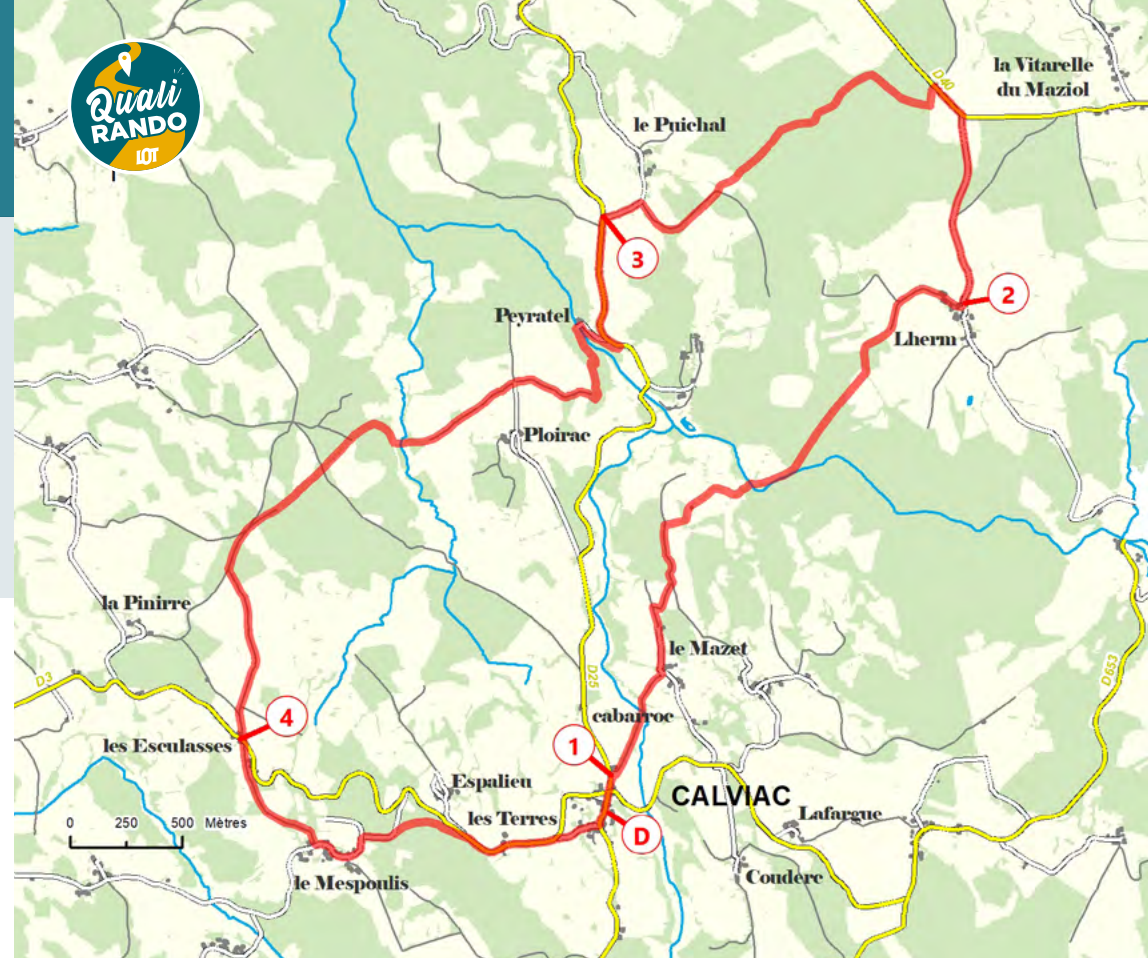 Quali
RANDO
LOT
D40
la Vitarelle
du Maziol
le Puichal
3
2
Peyratel
Lherm
Ploirac
la Pinirre
le Mazet
D3
D25
D653
4
cabarroc
les Esculasses
1
Espalieu
CALVIAC
les Terres
Lafargue
0 250 500 Mètres
D
le Mespoulis
Couderc